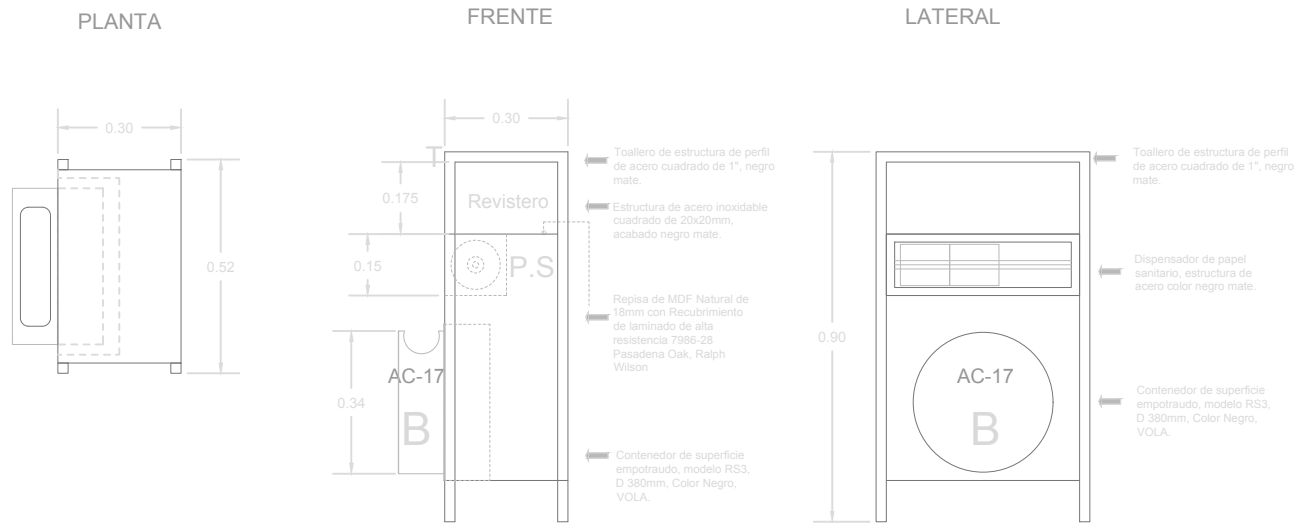 PLANTA
FRENTE
LATERAL
0.30
0.52
0.30
T
0.175
Revistero
0.15
P.S
AC-17
0.34
B
Toallero de estructura de perfil
de acero cuadrado de 1", negro
mate.
Estructura de acero inoxidable
cuadrado de 20x20mm,
acabado negro mate.
Repisa de MDF Natural de
18mm con Recubrimiento
de laminado de alta
resistencia 7986-28
Pasadena Oak, Ralph
Wilson
Contenedor de superficie
empotraudo, modelo RS3,
D 380mm, Color Negro,
VOLA.
0.90
AC-17
B
Toallero de estructura de perfil
de acero cuadrado de 1", negro
mate.
Dispensador de papel
sanitario, estructura de
acero color negro mate.
Contenedor de superficie
empotraudo, modelo RS3,
D 380mm, Color Negro,
VOLA.